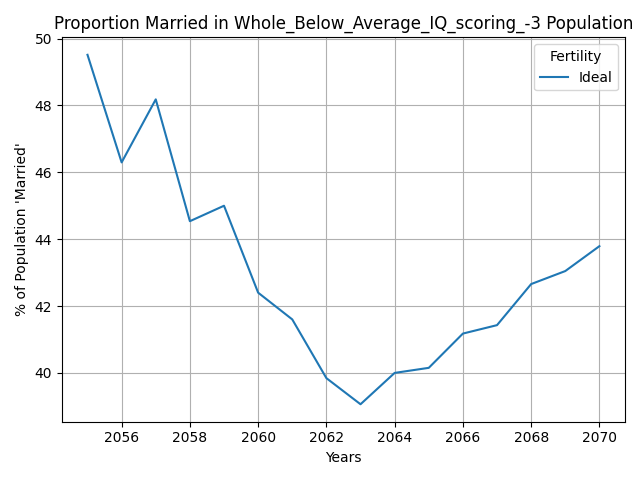 Proportion Married in Whole_Below_Average_IQ_scoring_-3 Population
Fertility
Ideal
% of Population 'Married'
50
48
46
44
42
40
2056 2058 2060 2062 2064 2066 2068 2070
Years